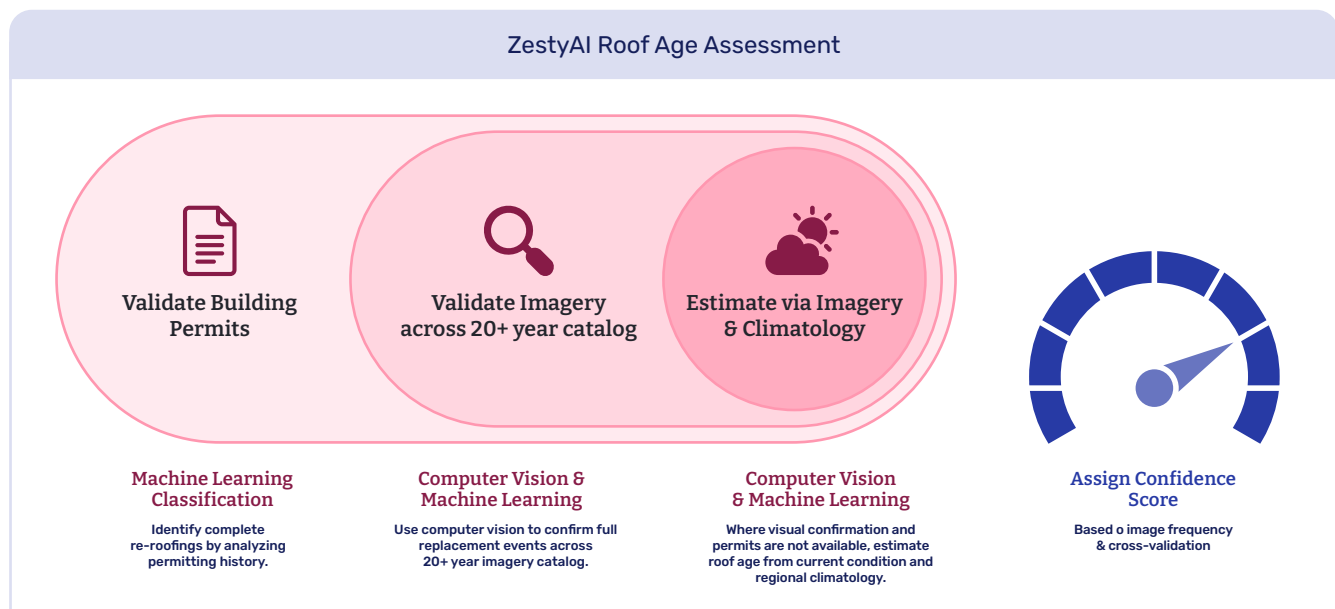 ZestyAI Roof Age Assessment
Validate Building
Permits
Validate Imagery
across 20+ year catalog
Estimate via Imagery
& Climatology
Machine Learning
Classification
Identify complete
re-roofings by analyzing
permitting history.
Computer Vision &
Machine Learning
Use computer vision to confirm full
replacement events across
20+ year imagery catalog.
Computer Vision
& Machine Learning
Where visual confirmation and
permits are not available, estimate
roof age from current condition and
regional climatology.
Assign Confidence
Score
Based o image frequency
& cross-validation